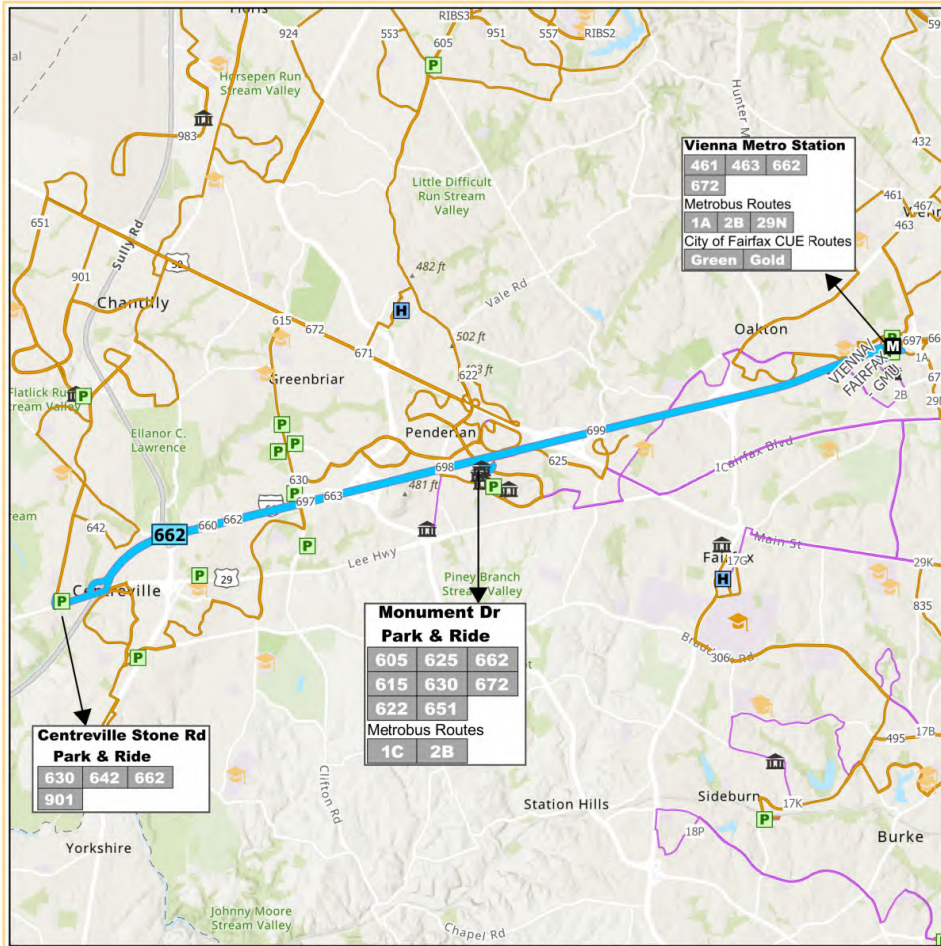 RIBS3
924
553
605
951
557
RIBS2
Horsepen Run
Stream Valley
983
432
Little Difficult
Run Stream
Valley
Vienna Metro Station
461 463 662
672
Metrobus Routes
1A 2B 29N
City of Fairfax CUE Routes
Green Gold
461
467
463
651
901
Sully Rd
50
482 ft
Vale Rd
Chantilly
615
672
671
502 ft
Oakton
697
1A
VIENNA/
FAIRFAX
GMU
2B
622
Greenbriar
Ellanor C.
Lawrence
699
625
Fairfax Blvd
698
630
481 ft
663
697
662
660
642
662
Lee Hwy
Main St
Fairfax
17G
29K
29
Centreville
Piney Branch
Stream Valley
835
Monument Dr
Park & Ride
605 625 662
615 630 672
622 651
Metrobus Routes
1C 2B
306
495
17B
Centreville Stone Rd
Park & Ride
630 642 662
901
Clifton Rd
Station Hills
Sideburn
17K
18P
Burke
Yorkshire
Johnny Moore
Stream Valley
Chapel Rd